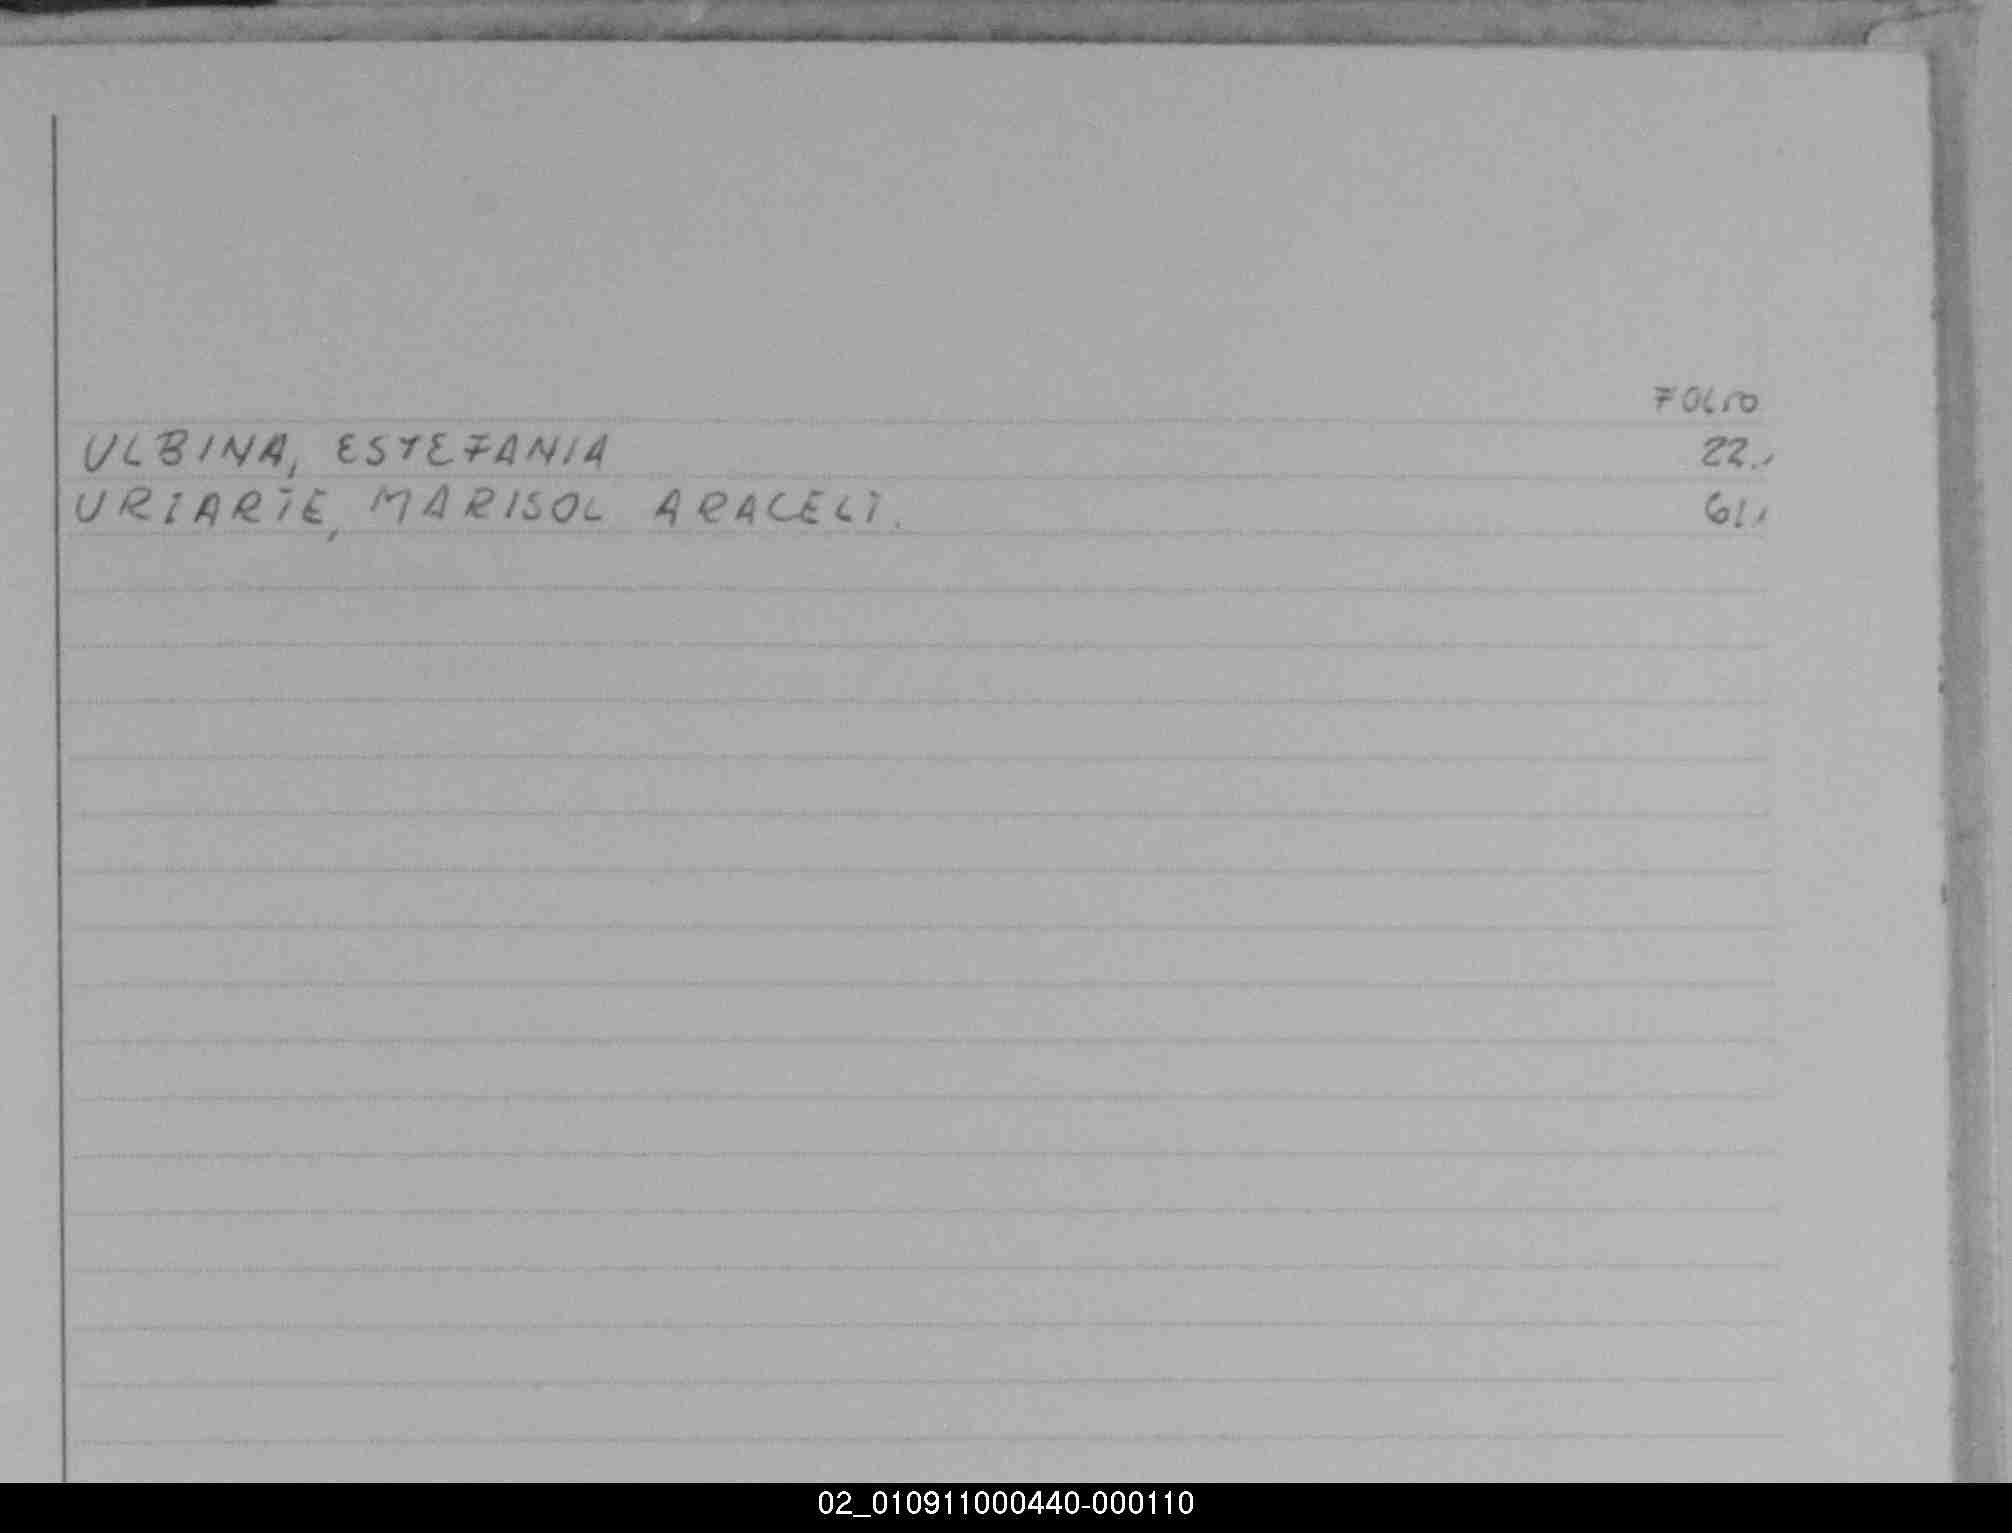 FOLIO
ULBINA, ESTEFANIA 22.,
URIARTE, MARISOL ARACELI. 61.,
02_010911000440-000110